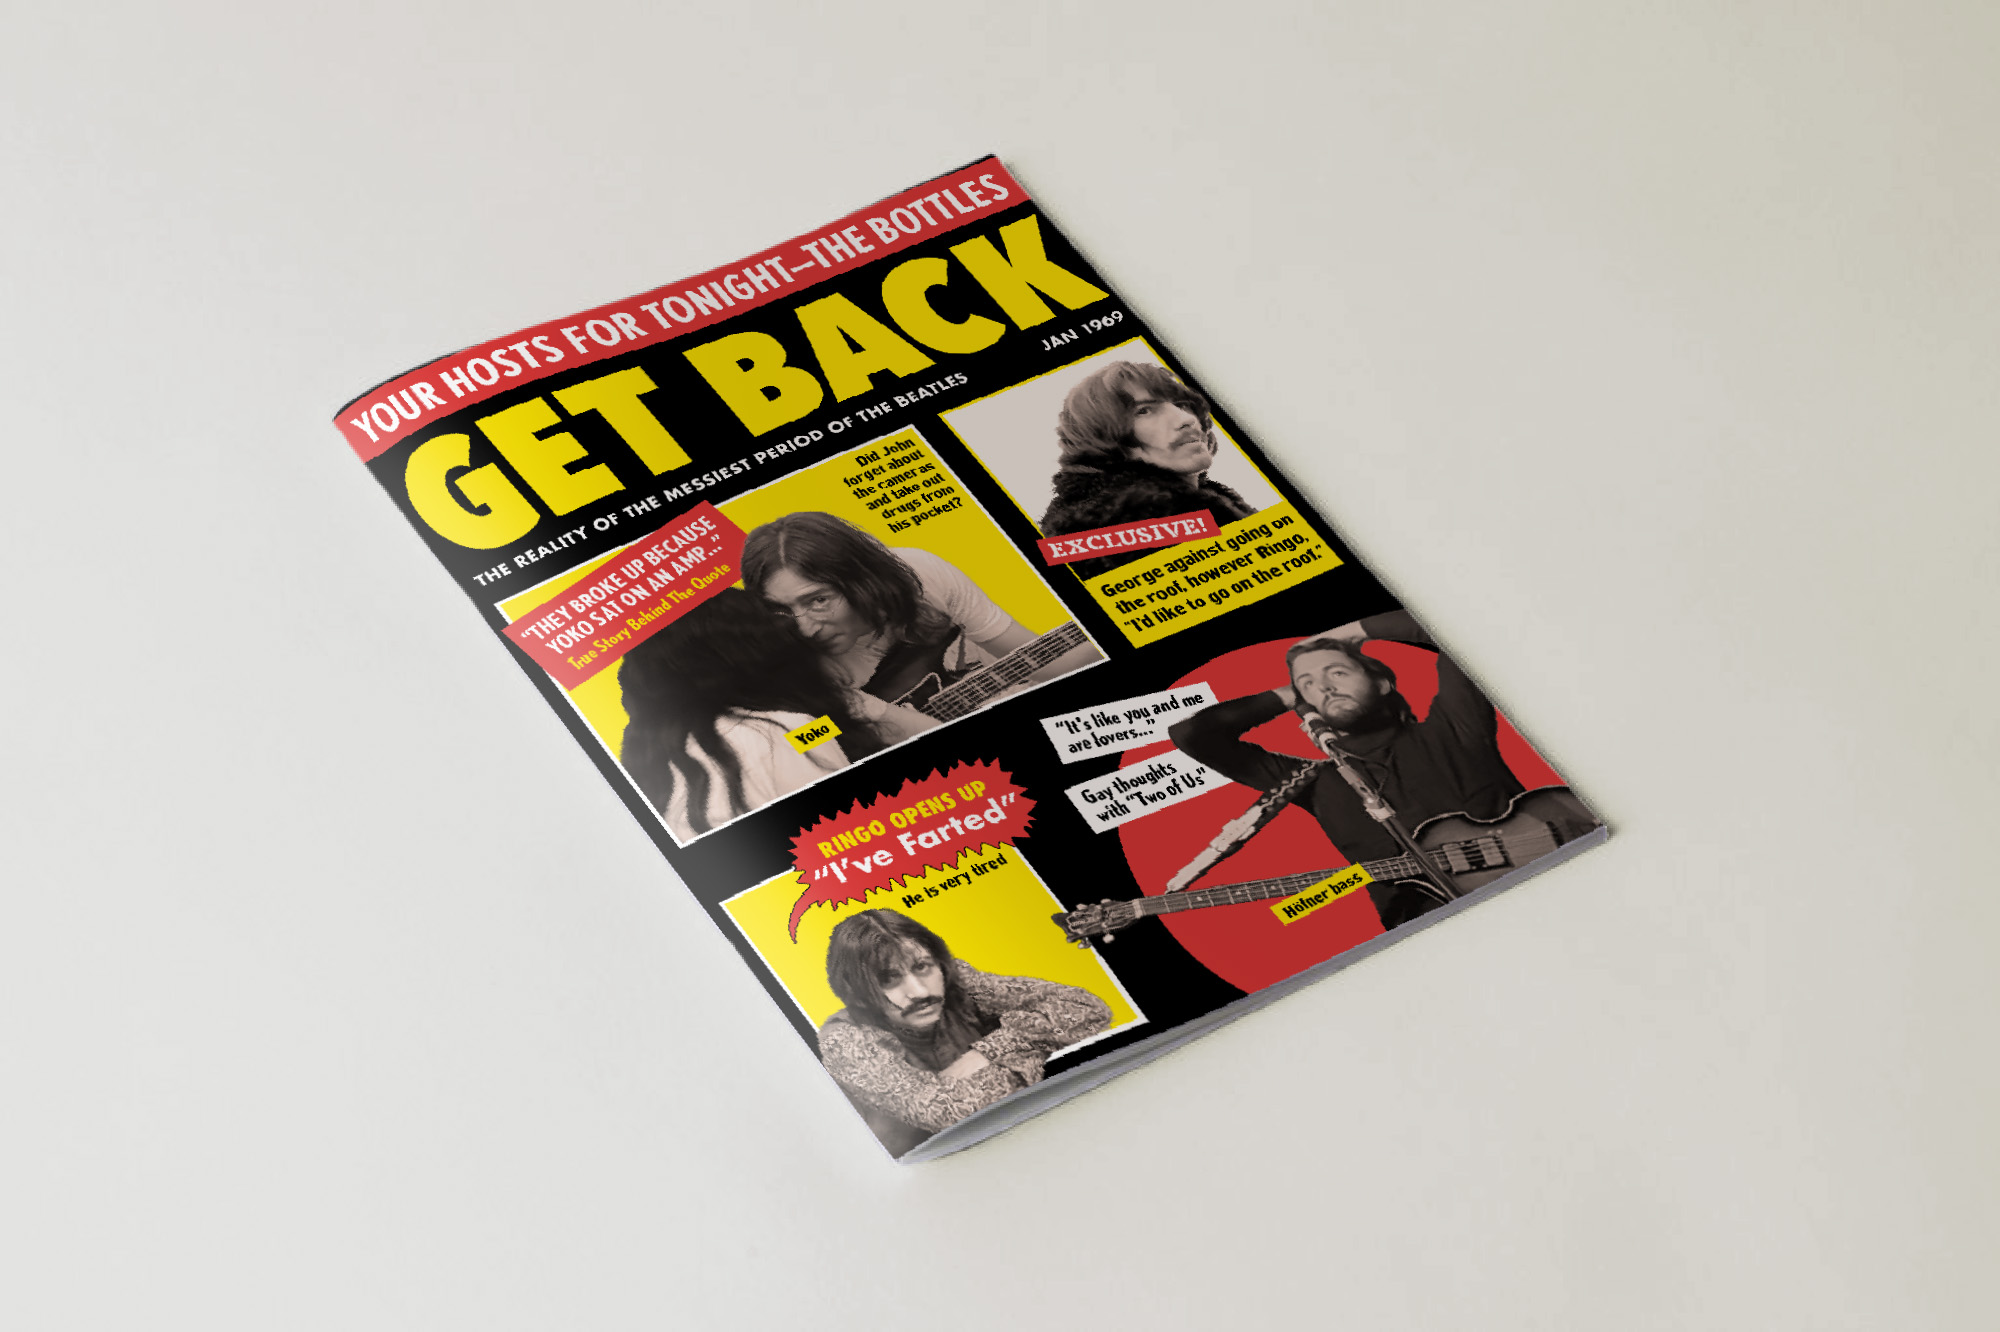 YOUR HOSTS FOR TONIGHT—THE BOTTLES
GET BACK
JAN 1969
THE REALITY OF THE MESSIEST PERIOD OF THE BEATLES
Did John
forget about
the cameras
and take out
drugs from
his pocket?
“THEY BROKE UP BECAUSE
YOKO SAT ON AN AMP...”
True Story Behind The Quote
Yoko
EXCLUSIVE!
George against going on
the roof, however Ringo,
“I’d like to go on the roof.”
“It’s like you and me
are lovers...”
Gay thoughts
with “Two of Us”
Höfner bass
RINGO OPENS UP
“I’ve Farted”
He is very tired